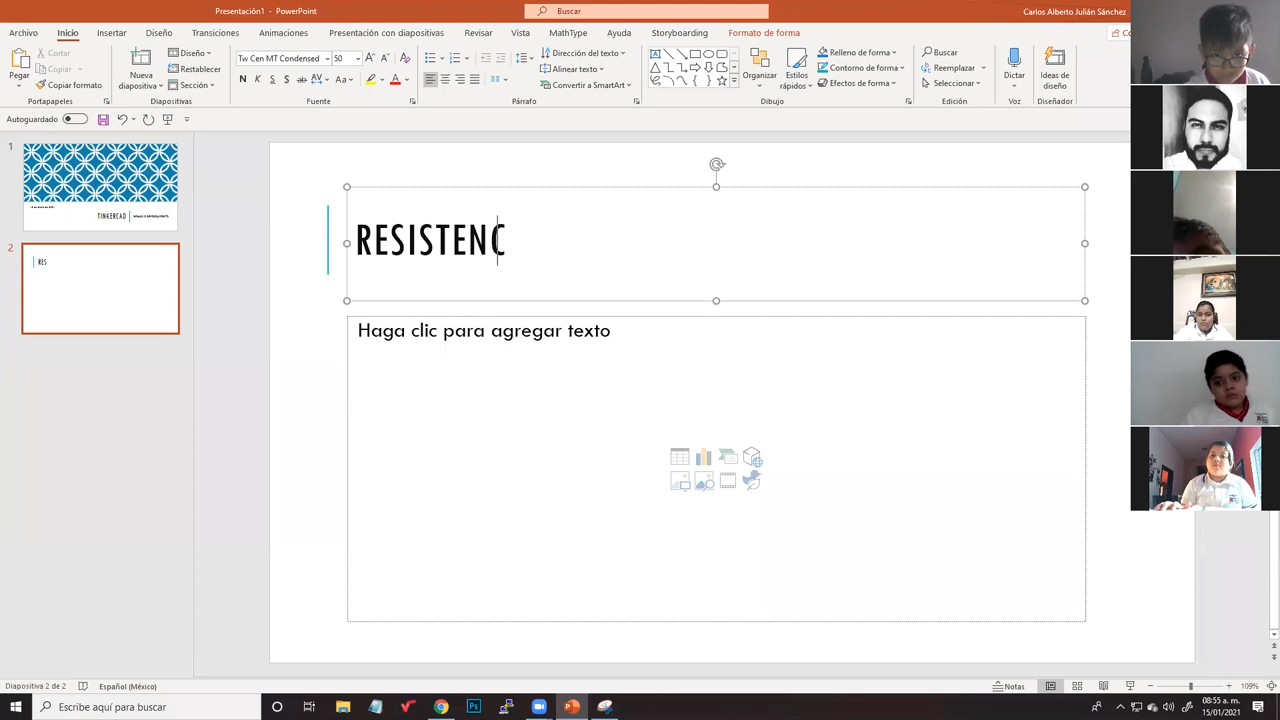 Presentación1 - PowerPoint
Buscar
Carlos Alberto Julián Sánchez
Archivo Inicio Insertar Diseño Transiciones Animaciones Presentación con diapositivas Revisar Vista MathType Ayuda Storyboarding Formato de forma
Pegar
Cortar
Copiar
Copiar formato
Portapapeles
Nueva
diapositiva
Diseño
Restablecer
Sección
Diapositivas
Tw Cen MT Condensed 50
N K S S ab AV Aa A
Fuente
Párrafo
Dirección del texto
Alinear texto
Convertir a SmartArt
Organizar
Estilos
rápidos
Relleno de forma
Contorno de forma
Efectos de forma
Dibujo
Buscar
Reemplazar
Seleccionar
Edición
Dictar
Voz
Ideas de
diseño
Diseñador
Autoguardado
1
TINKERCAD
2
RES
RESISTENC
Haga clic para agregar texto
Diapositiva 2 de 2
Español (México)
Notas
109%
Escribe aquí para buscar
08:55 a. m.
15/01/2021